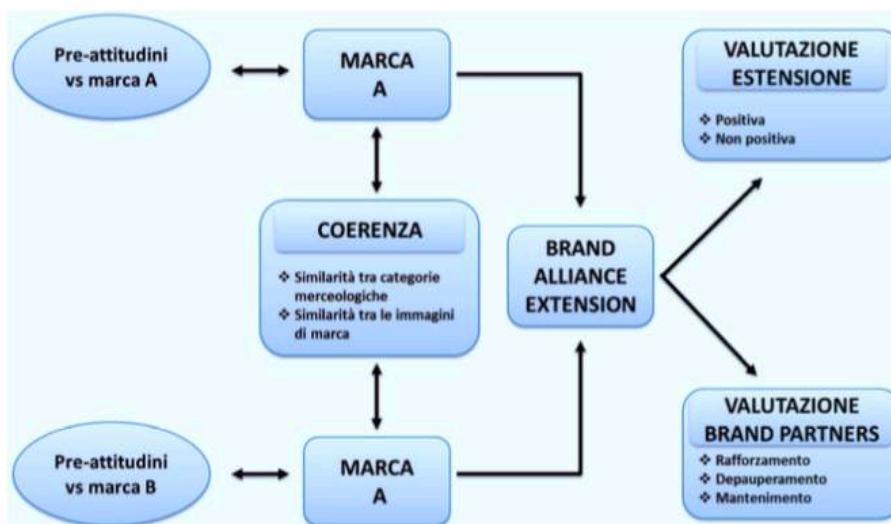 Pre-attitudini
vs marca A
MARCA
A
VALUTAZIONE
ESTENSIONE
❖ Positiva
❖ Non positiva
COERENZA
❖ Similarità tra categorie
merceologiche
❖ Similarità tra le immagini
di marca
BRAND
ALLIANCE
EXTENSION
Pre-attitudini
vs marca B
MARCA
A
VALUTAZIONE
BRAND PARTNERS
❖ Rafforzamento
❖ Depauperamento
❖ Mantenimento